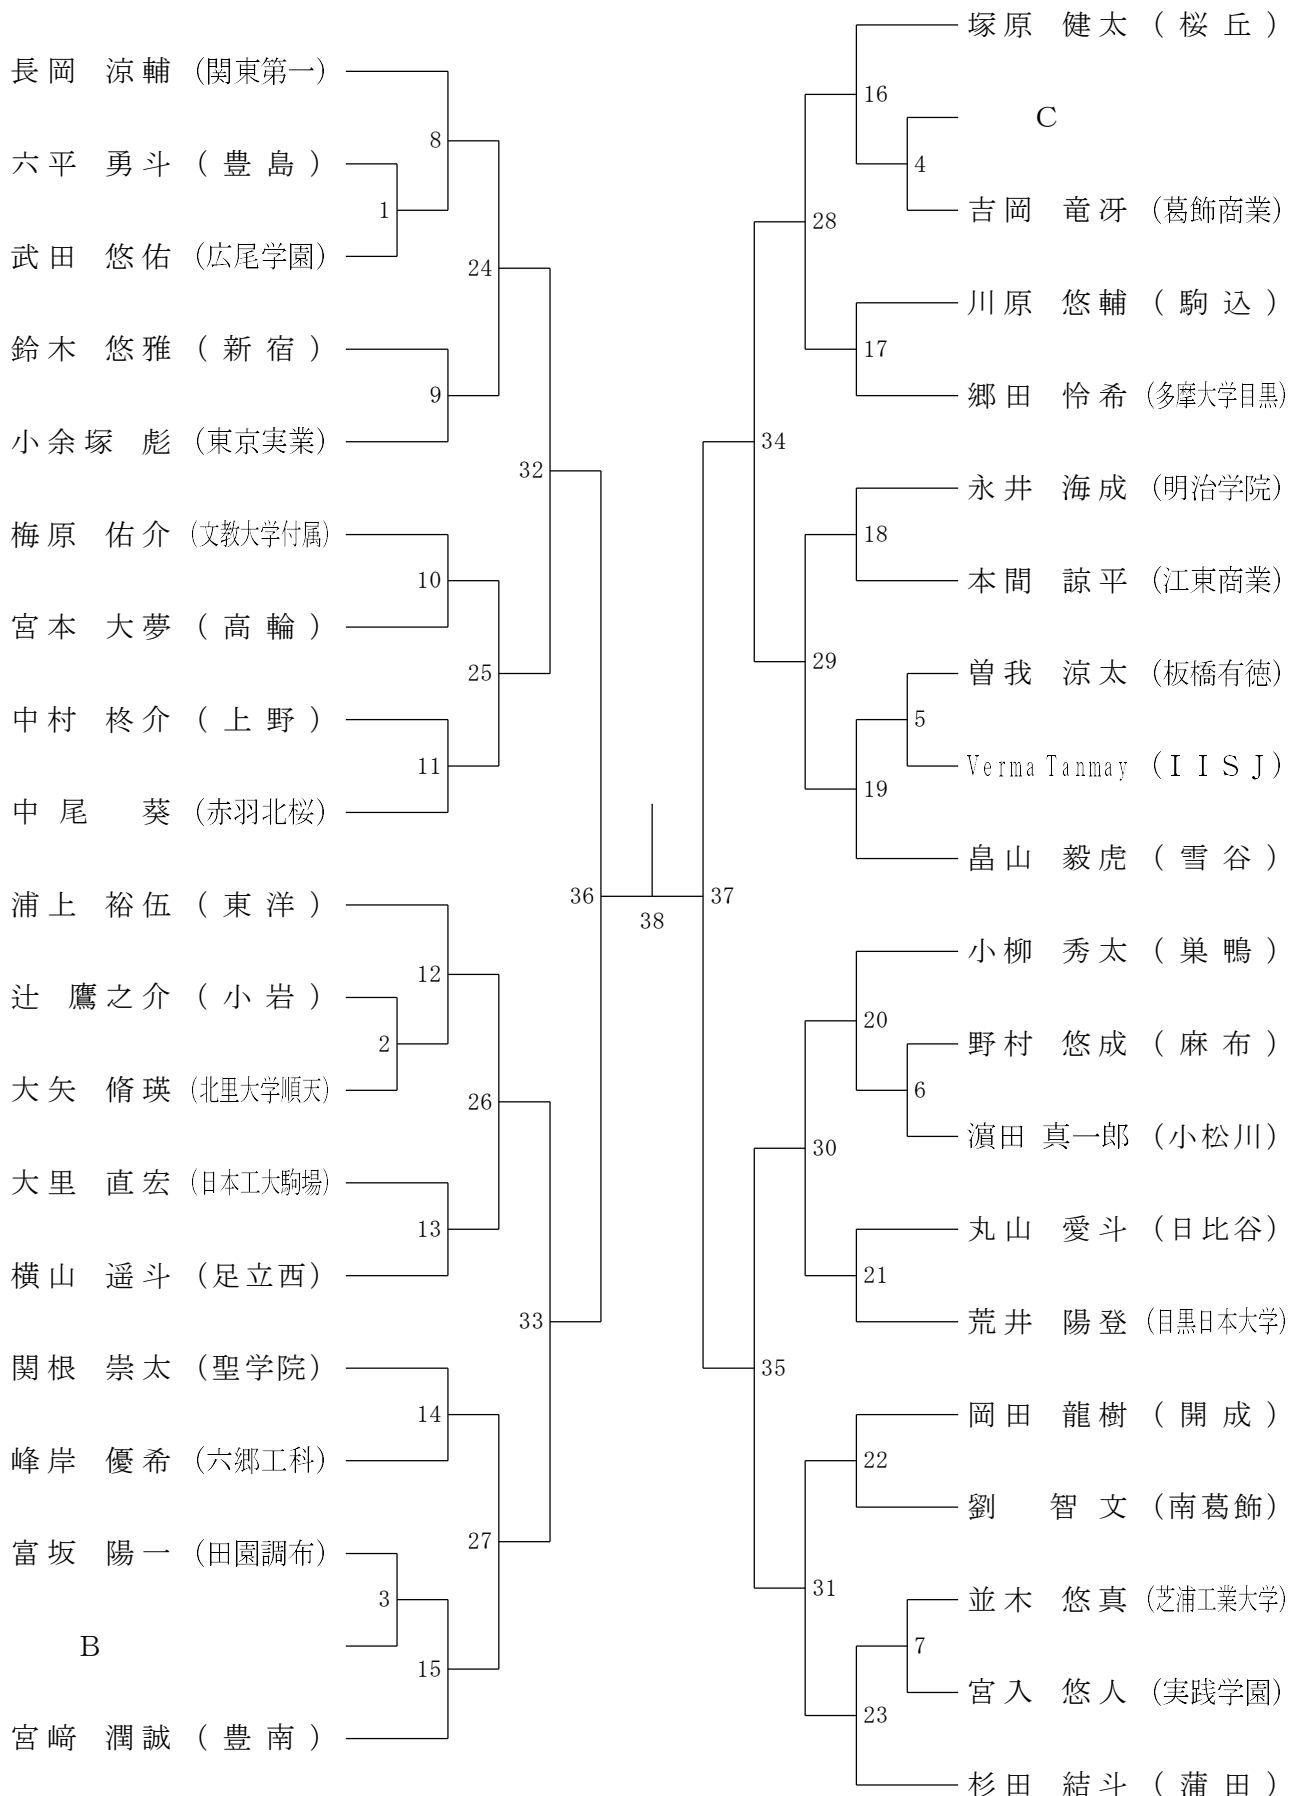 長岡 涼輔 (関東第一)
六平 勇斗 (豊島)
武田 悠佑 (広尾学園)
鈴木 悠雅 (新宿)
小余塚 彪 (東京実業)
梅原 佑介 (文教大学付属)
宮本 大夢 (高輪)
中村 柊介 (上野)
中尾 葵 (赤羽北桜)
浦上 裕伍 (東洋)
辻 鷹之介 (小岩)
大矢 脩瑛 (北里大学順天)
大里 直宏 (日本工大駒場)
横山 遥斗 (足立西)
関根 崇太 (聖学院)
峰岸 優希 (六郷工科)
富坂 陽一 (田園調布)
B
宮﨑 潤誠 (豊南)
1
2
3
8
9
10
11
12
13
14
15
24
25
26
27
32
33
36
38
37
34
35
28
29
30
31
16
17
18
19
20
21
22
23
4
5
6
7
塚原 健太 (桜丘)
C
吉岡 竜冴 (葛飾商業)
川原 悠輔 (駒込)
郷田 怜希 (多摩大学目黒)
永井 海成 (明治学院)
本間 諒平 (江東商業)
曽我 涼太 (板橋有徳)
Verma Tanmay (IISJ)
畠山 毅虎 (雪谷)
小柳 秀太 (巣鴨)
野村 悠成 (麻布)
濵田 真一郎 (小松川)
丸山 愛斗 (日比谷)
荒井 陽登 (目黒日本大学)
岡田 龍樹 (開成)
劉 智文 (南葛飾)
並木 悠真 (芝浦工業大学)
宮入 悠人 (実践学園)
杉田 結斗 (蒲田)